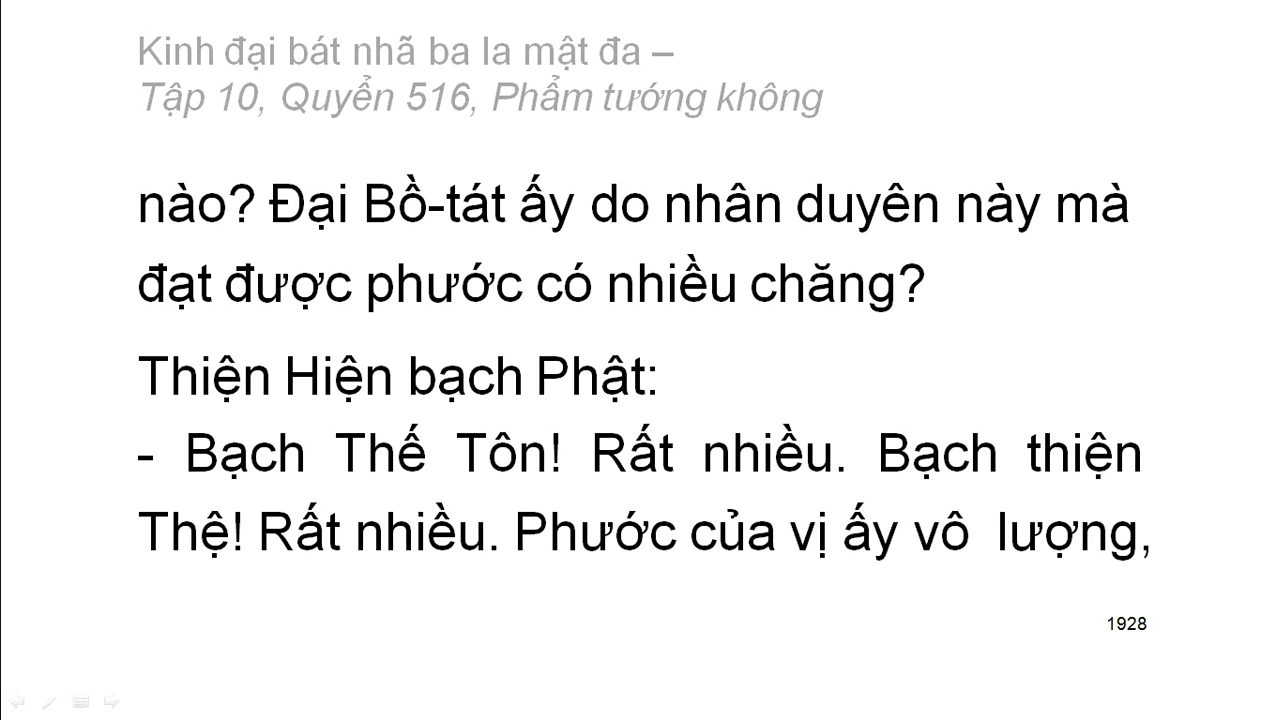 Kinh đại bát nhã ba la mật đa –
Tập 10, Quyển 516, Phẩm tướng không
nào? Đại Bồ-tát ấy do nhân duyên này mà
đạt được phước có nhiều chăng?
Thiện Hiện bạch Phật:
- Bạch Thế Tôn! Rất nhiều. Bạch thiện
Thệ! Rất nhiều. Phước của vị ấy vô lượng,
1928